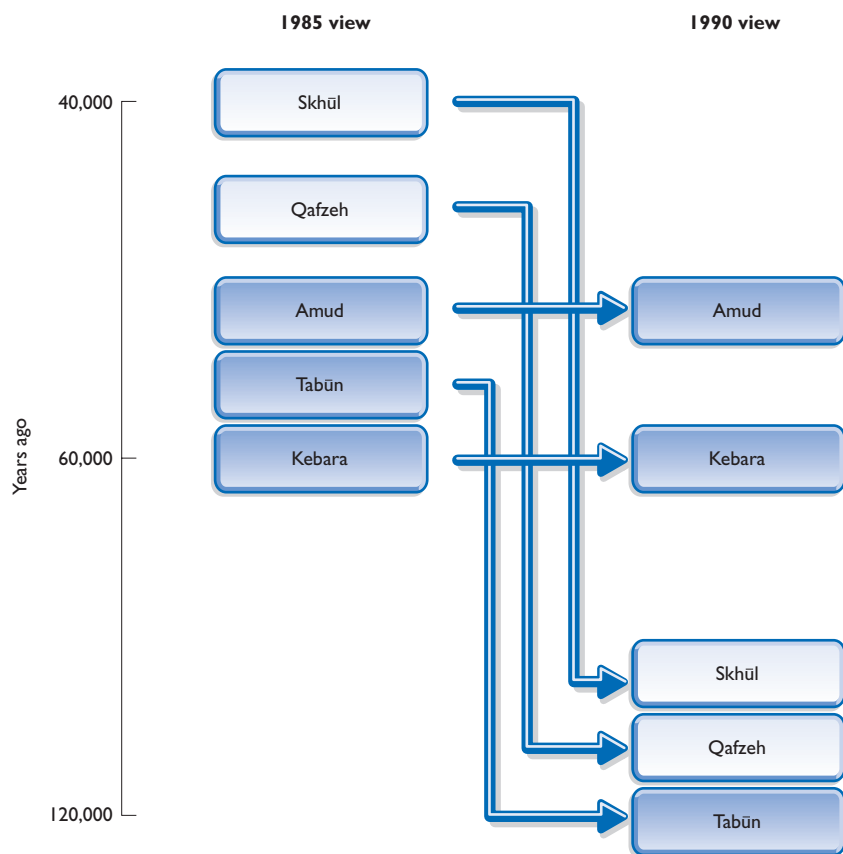 1985 view
1990 view
Years ago
40,000
60,000
120,000
Skhūl
Qafzeh
Amud
Tabūn
Kebara
Amud
Kebara
Skhūl
Qafzeh
Tabūn